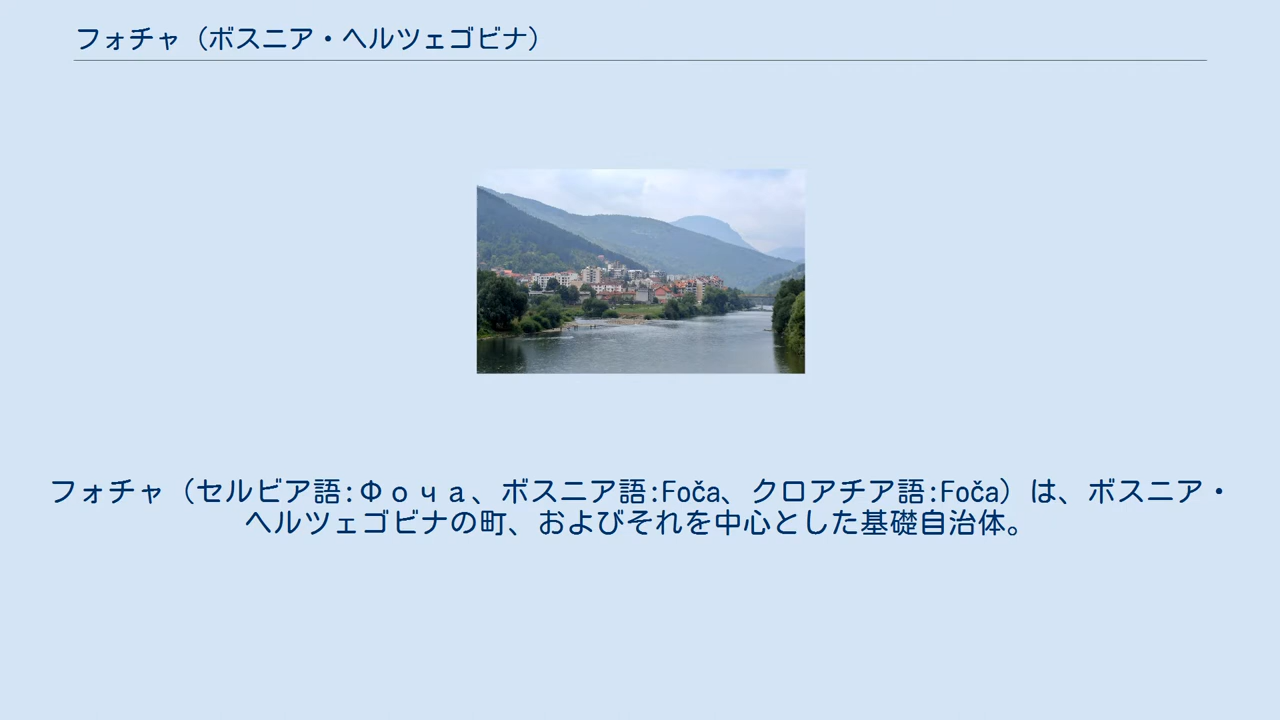 フォチャ（ボスニア・ヘルツェゴビナ）
フォチャ（セルビア語:Фоча、ボスニア語:Foča、クロアチア語:Foča）は、ボスニア・
ヘルツェゴビナの町、およびそれを中心とした基礎自治体。